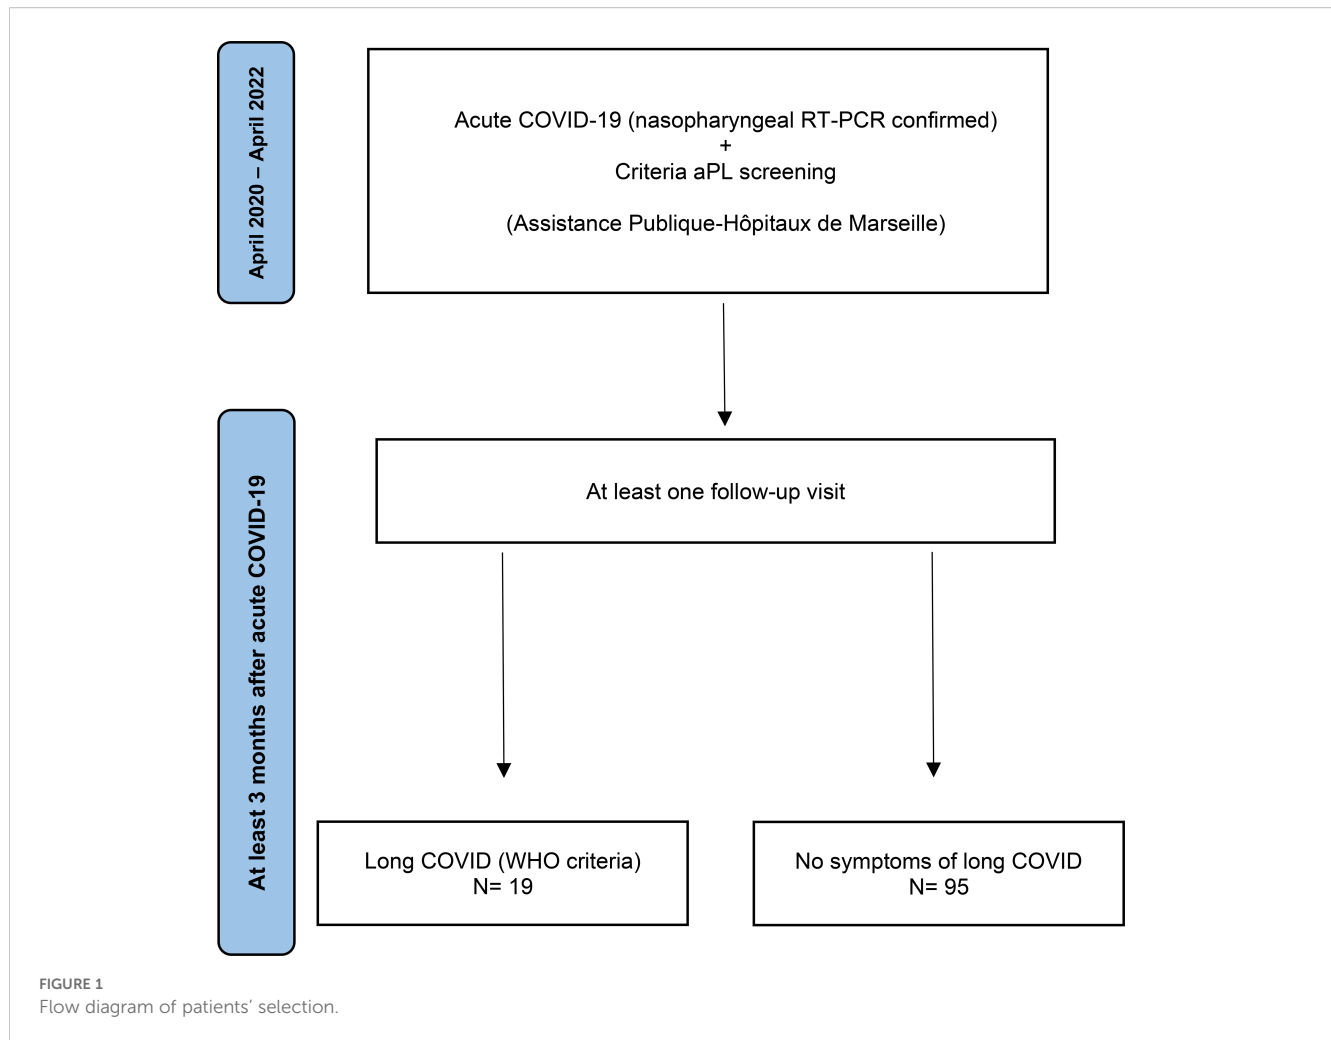 April 2020 – April 2022
Acute COVID-19 (nasopharyngeal RT-PCR confirmed)
+
Criteria aPL screening
(Assistance Publique-Hôpitaux de Marseille)
At least 3 months after acute COVID-19
At least one follow-up visit
Long COVID (WHO criteria)
N= 19
No symptoms of long COVID
N= 95
FIGURE 1
Flow diagram of patients’ selection.